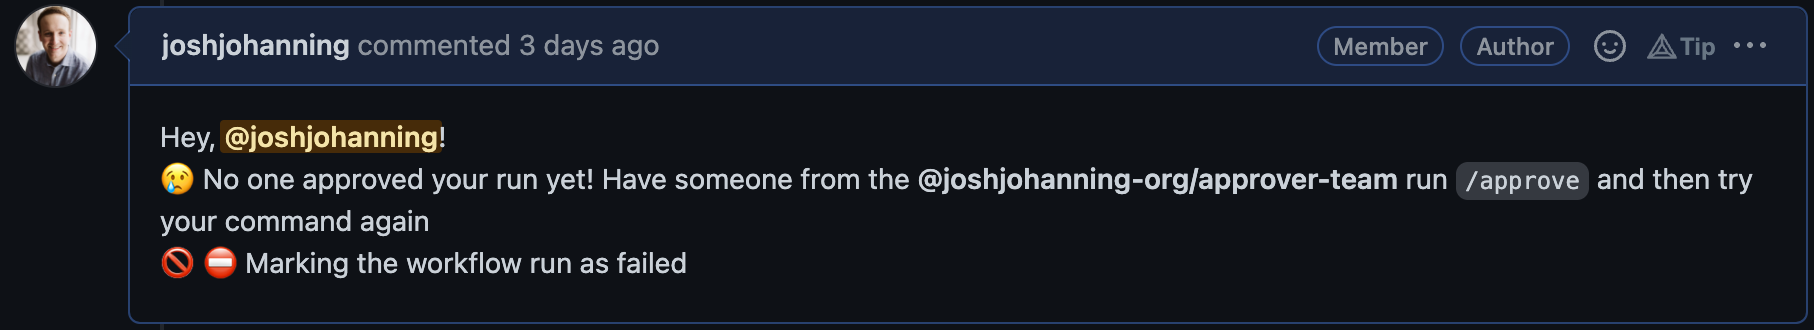 joshjohanning commented 3 days ago Member Author Tip
Hey, @joshjohanning!
😢 No one approved your run yet! Have someone from the @joshjohanning-org/approver-team run /approve and then try
your command again
🚫 ⛔ Marking the workflow run as failed